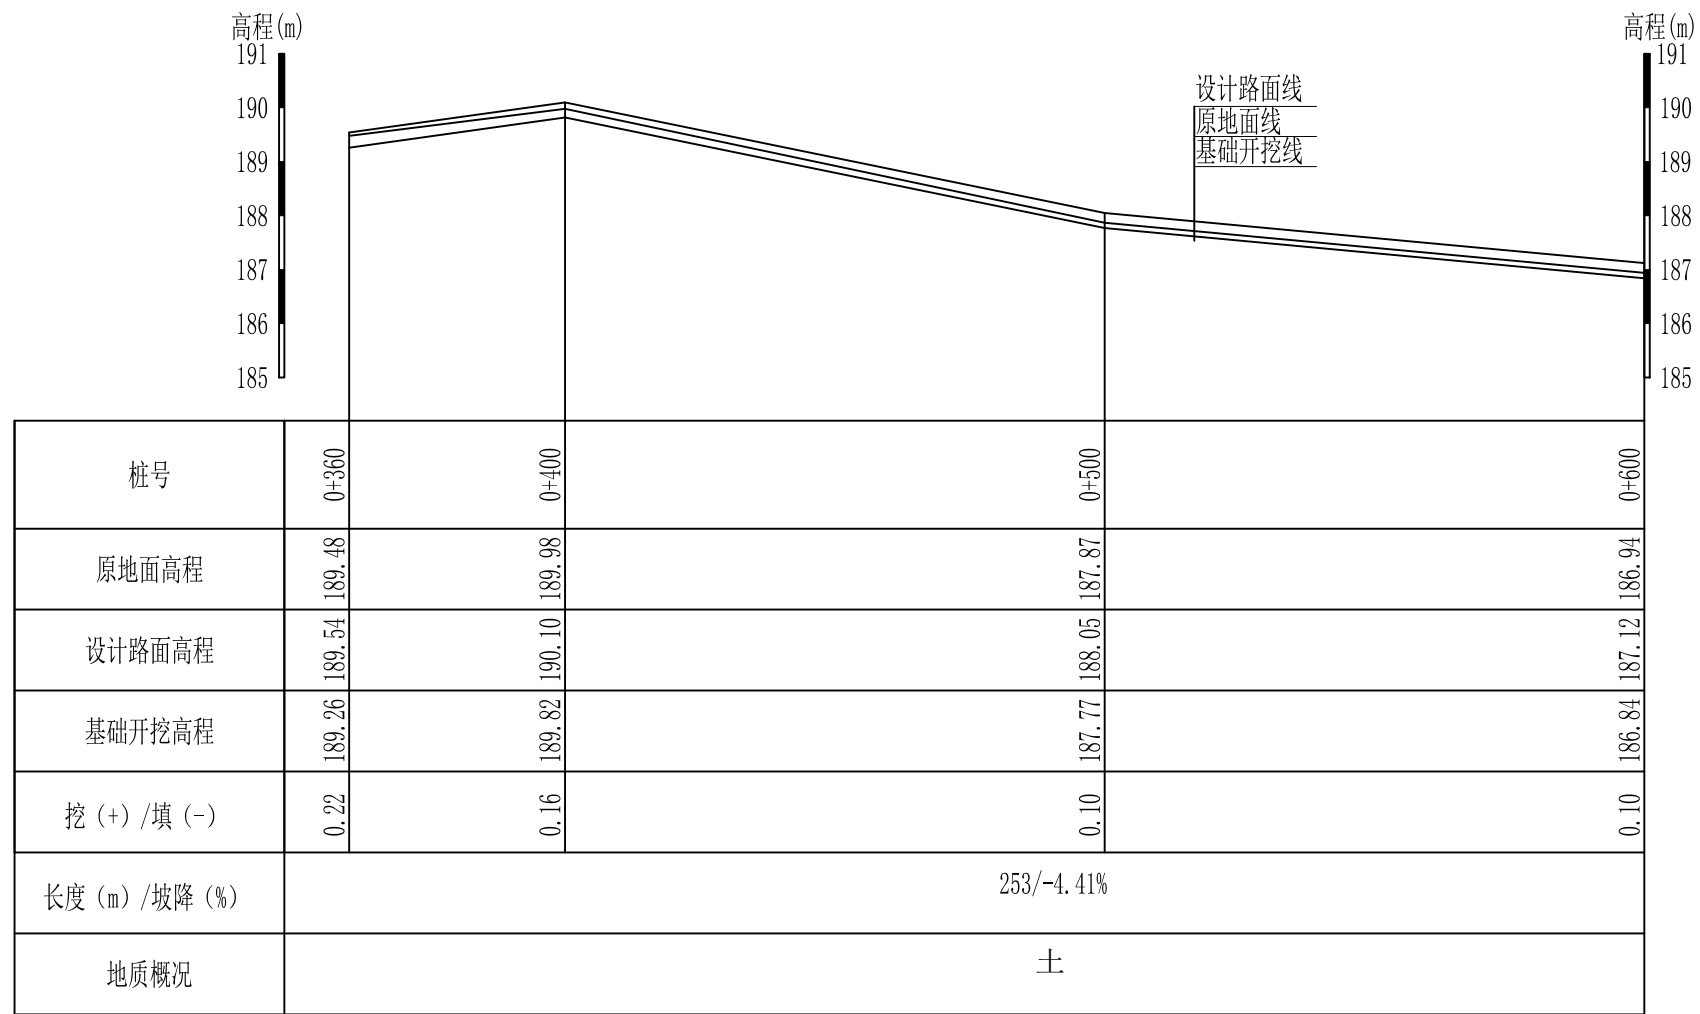 高程(m)
高程(m)
191
190
189
188
187
186
185
191
190
189
188
187
186
185
设计路面线
原地面线
基础开挖线
桩号 0+360 0+400 0+500 0+600
原地面高程 189.48 189.98 187.87 186.94
设计路面高程 189.54 190.10 188.05 187.12
基础开挖高程 189.26 189.82 187.77 186.84
挖(+)/填(-) 0.22 0.16 0.10 0.10
长度(m)/坡降(%) 253/-4.41%
地质概况 土